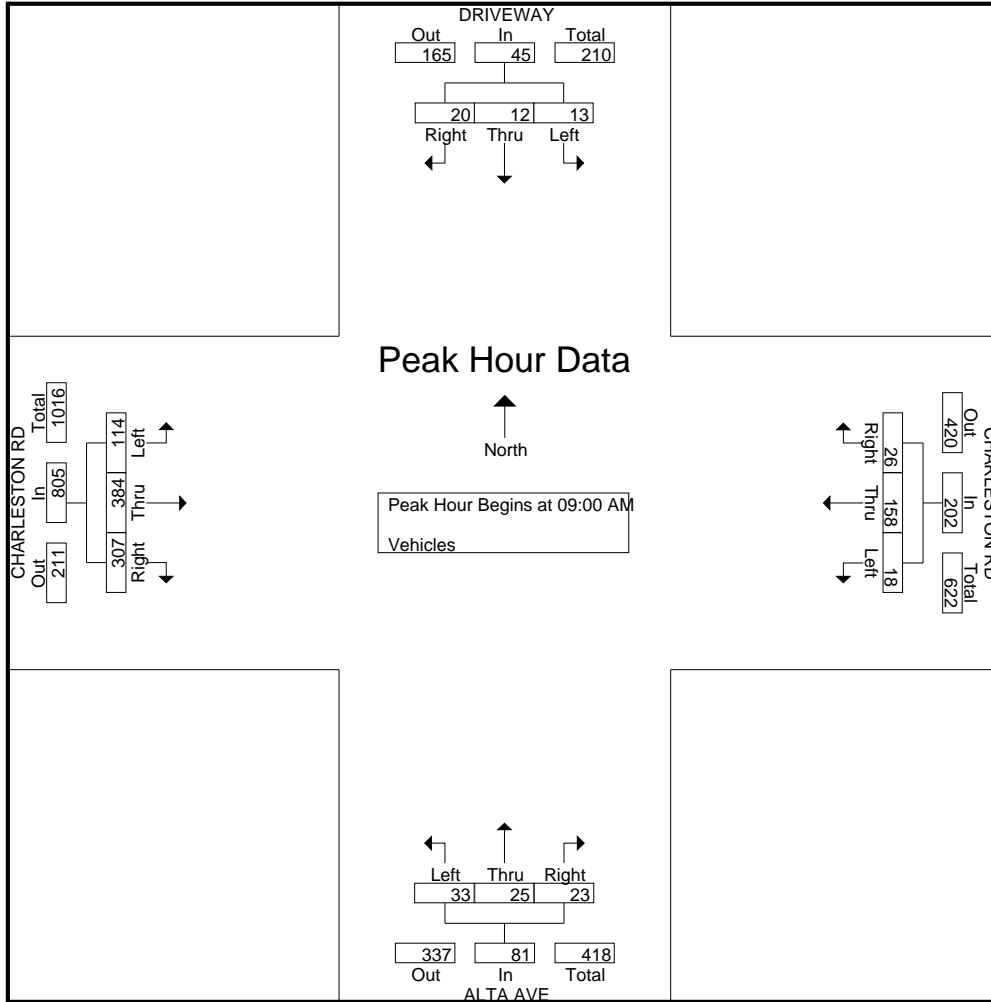 DRIVEWAY
Out In Total
165 45 210
20 12 13
Right Thru Left
Peak Hour Data
North
Peak Hour Begins at 09:00 AM
Vehicles
CHARLESTON RD
Out In Total
211 805 1016
307 384 114
Right Thru Left
CHARLESTON RD
Out In Total
420 202 622
26 158 18
Right Thru Left
Left Thru Right
33 25 23
337 81 418
Out In Total
ALTA AVE